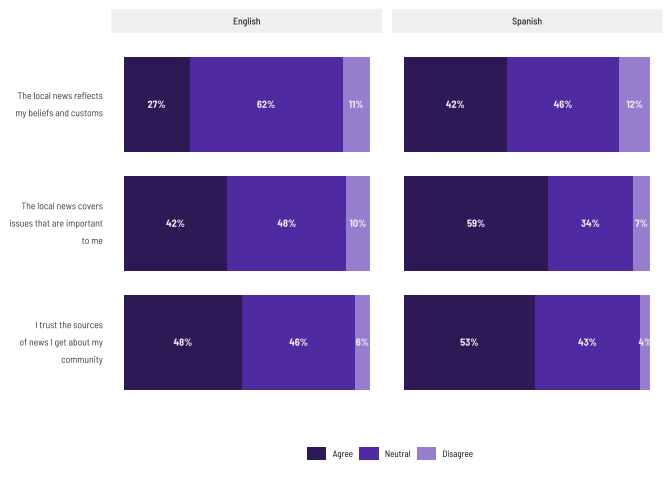 English
Spanish
The local news reflects
my beliefs and customs
27%
62%
11%
42%
46%
12%
The local news covers
issues that are important
to me
42%
48%
10%
59%
34%
7%
I trust the sources
of news I get about my
community
48%
46%
6%
53%
43%
4%
Agree
Neutral
Disagree